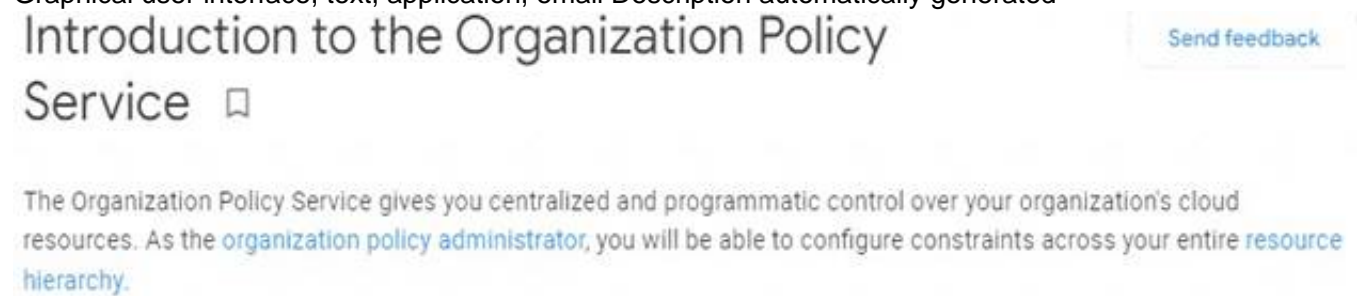 Graphical user interface, text, application, email Description automatically generated
Introduction to the Organization Policy
Send feedback
Service
The Organization Policy Service gives you centralized and programmatic control over your organization's cloud
resources. As the organization policy administrator, you will be able to configure constraints across your entire resource
hierarchy.